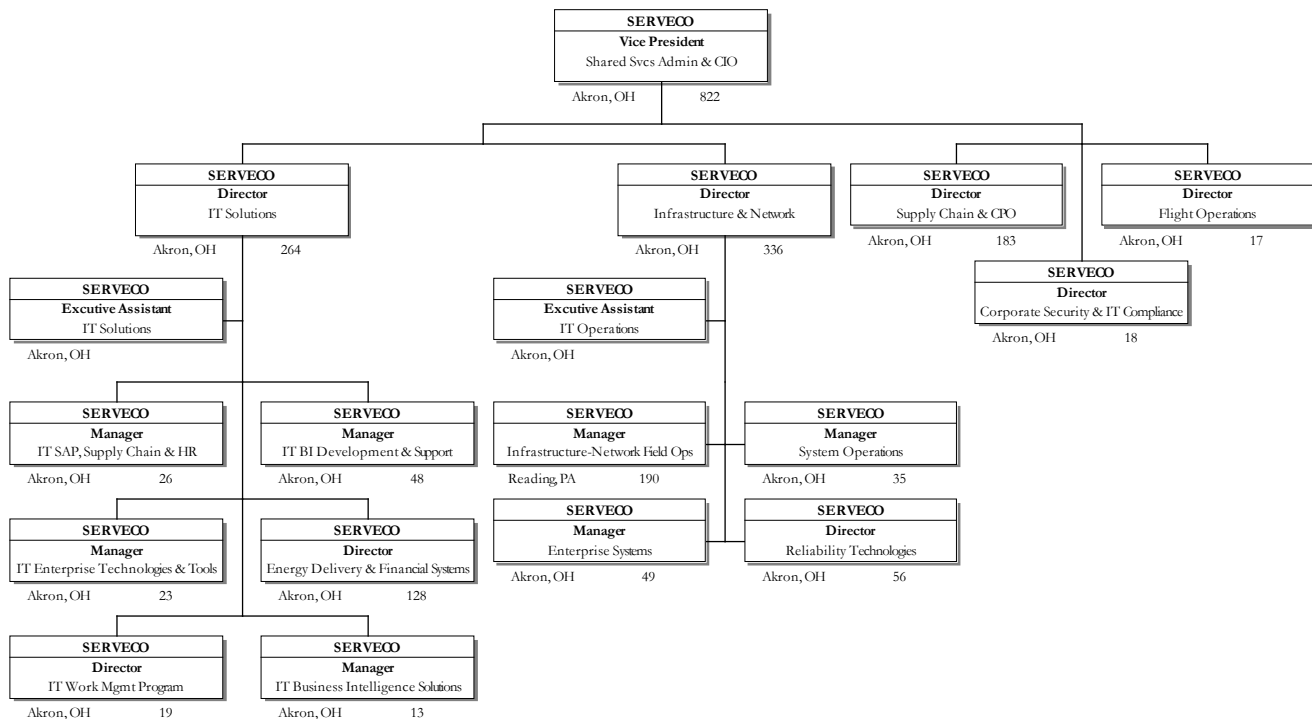 SERVECO
Vice President
Shared Svcs Admin & CIO
Akron, OH 822
SERVECO
Director
IT Solutions
Akron, OH 264
SERVECO
Director
Infrastructure & Network
Akron, OH 336
SERVECO
Director
Supply Chain & CPO
Akron, OH 183
SERVECO
Director
Flight Operations
Akron, OH 17
SERVECO
Director
Corporate Security & IT Compliance
Akron, OH 18
SERVECO
Excutive Assistant
IT Solutions
Akron, OH
SERVECO
Excutive Assistant
IT Operations
Akron, OH
SERVECO
Manager
IT SAP, Supply Chain & HR
Akron, OH 26
SERVECO
Manager
IT BI Development & Support
Akron, OH 48
SERVECO
Manager
Infrastructure-Network Field Ops
Reading, PA 190
SERVECO
Manager
System Operations
Akron, OH 35
SERVECO
Manager
IT Enterprise Technologies & Tools
Akron, OH 23
SERVECO
Director
Energy Delivery & Financial Systems
Akron, OH 128
SERVECO
Manager
Enterprise Systems
Akron, OH 49
SERVECO
Director
Reliability Technologies
Akron, OH 56
SERVECO
Director
IT Work Mgmt Program
Akron, OH 19
SERVECO
Manager
IT Business Intelligence Solutions
Akron, OH 13